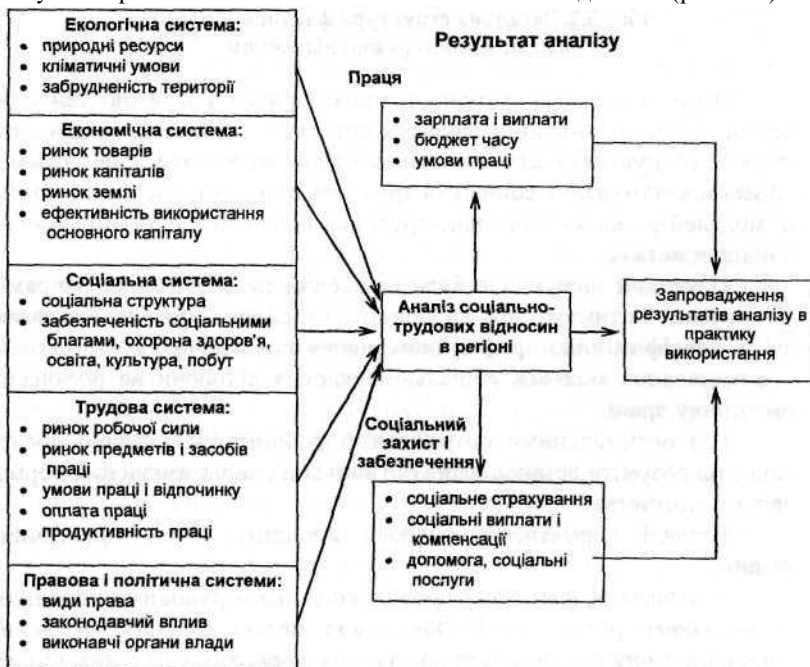 Екологічна система:
• природні ресурси
• кліматичні умови
• забрудненість території
Економічна система:
• ринок товарів
• ринок капіталів
• ринок землі
• ефективність використання
основного капіталу
Соціальна система:
• соціальна структура
• забезпеченість соціальними
благами, охорона здоров'я,
освіта, культура, побут
Трудова система:
• ринок робочої сили
• ринок предметів і засобів
праці
• умови праці і відпочинку
• оплата праці
• продуктивність праці
Правова і політична системи:
• види права
• законодавчий вплив
• виконавчі органи влади
Результат аналізу
Праця
• зарплата і виплати
• бюджет часу
умови праці
Аналіз соціально-
трудових відносин
в регіоні
Запровадження
результатів аналізу в
практику
використання
Соціальний
захист і
забезпечення
• соціальне страхування
• соціальні виплати і
компенсації
• допомога, соціальні
послуги